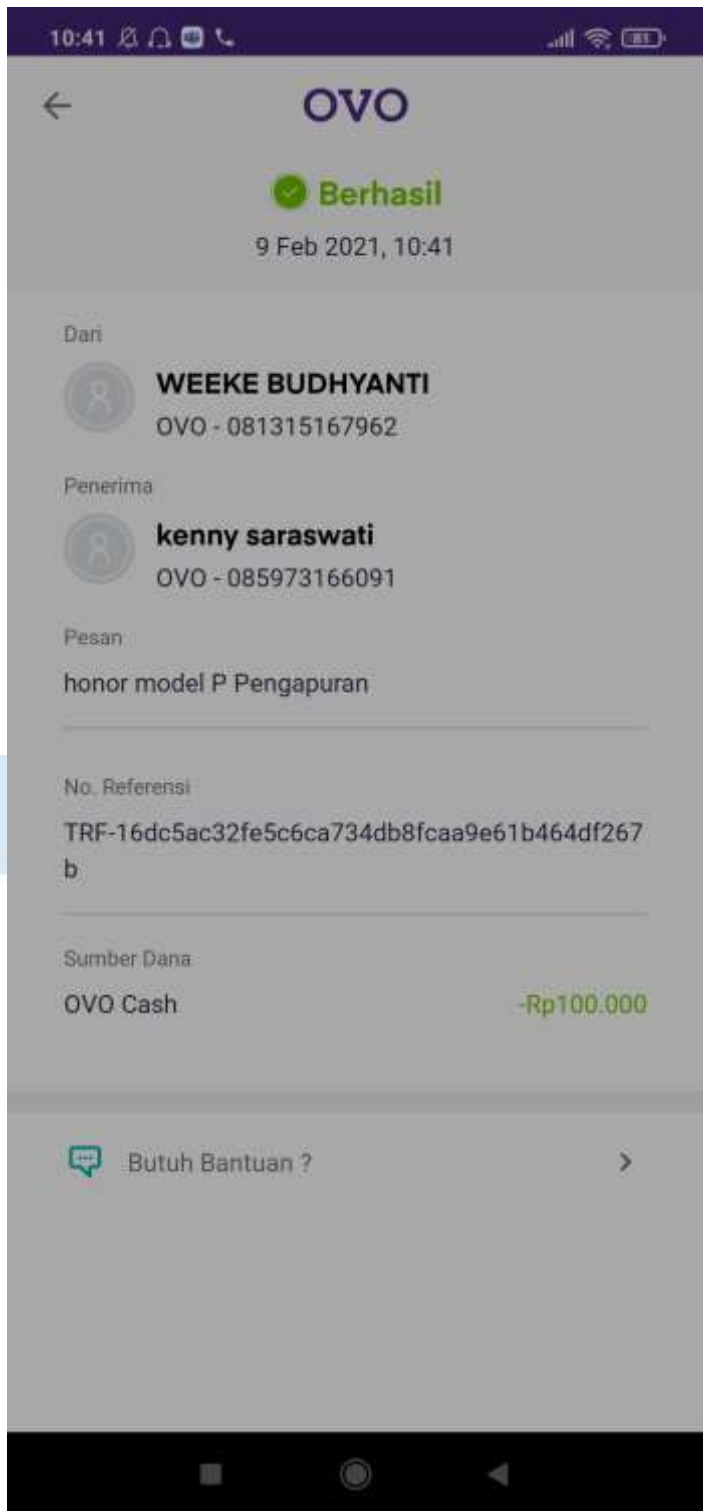 10:41
81
OVO
Berhasil
9 Feb 2021, 10:41
Dari
WEEKE BUDHYANTI
OVO - 081315167962
Penerima
kenny saraswati
OVO - 085973166091
Pesan
honor model P Pengapuran
No. Referensi
TRF-16dc5ac32fe5c6ca734db8fcaa9e61b464df267
b
Sumber Dana
OVO Cash -Rp100.000
Butuh Bantuan ?